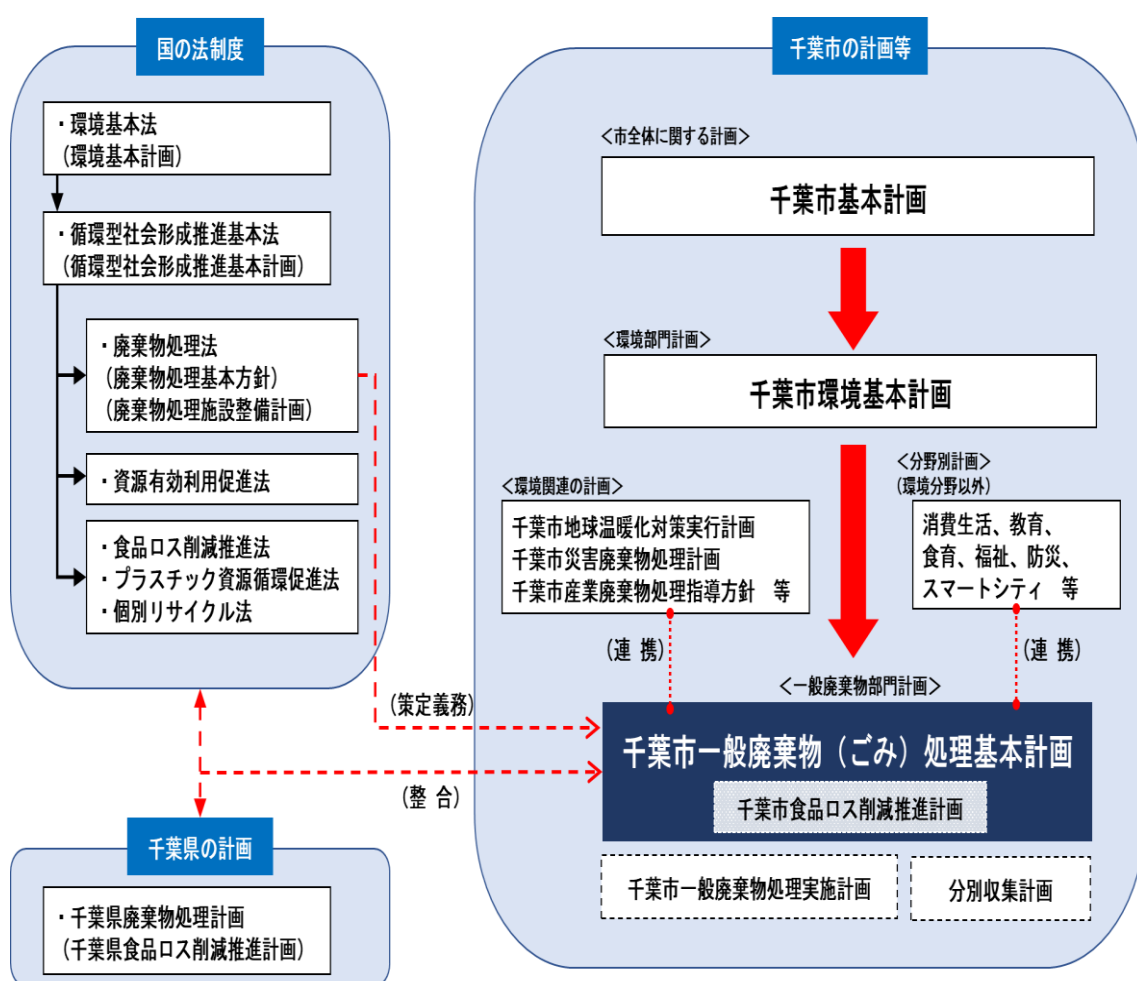 国の法制度
・環境基本法
(環境基本計画)
・循環型社会形成推進基本法
(循環型社会形成推進基本計画)
・廃棄物処理法
(廃棄物処理基本方針)
(廃棄物処理施設整備計画)
・資源有効利用促進法
・食品ロス削減推進法
・プラスチック資源循環促進法
・個別リサイクル法
千葉県の計画
・千葉県廃棄物処理計画
(千葉県食品ロス削減推進計画)
(策定義務)
(整 合)
千葉市の計画等
<市全体に関する計画>
千葉市基本計画
<環境部門計画>
千葉市環境基本計画
<環境関連の計画>
千葉市地球温暖化対策実行計画
千葉市災害廃棄物処理計画
千葉市産業廃棄物処理指導方針 等
(連 携)
<分野別計画>
(環境分野以外)
消費生活、教育、
食育、福祉、防災、
スマートシティ 等
(連 携)
<一般廃棄物部門計画>
千葉市一般廃棄物(ごみ)処理基本計画
千葉市食品ロス削減推進計画
千葉市一般廃棄物処理実施計画
分別収集計画